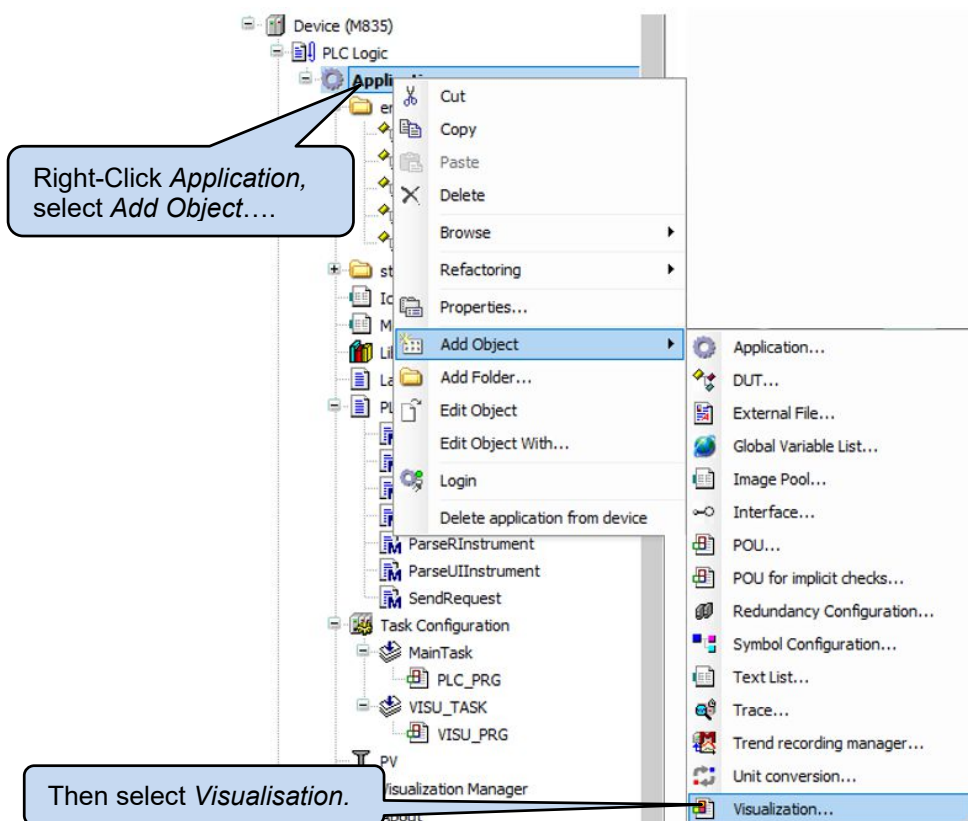 Device (M835)
PLC Logic
Cut
Copy
Right-Click Application,
select Add Object….
Paste
Delete
Browse
Refactoring
Properties...
Add Object
Add Folder...
Edit Object
Edit Object With...
Login
Delete application from device
ParseRInstrument
ParseUIInstrument
SendRequest
Task Configuration
MainTask
PLC_PRG
VISU_TASK
VISU_PRG
PV
Visualization Manager
Then select Visualisation.
Application...
DUT...
External File...
Global Variable List...
Image Pool...
Interface...
POU...
POU for implicit checks...
Redundancy Configuration...
Symbol Configuration...
Text List...
Trace...
Trend recording manager...
Unit conversion...
Visualization...